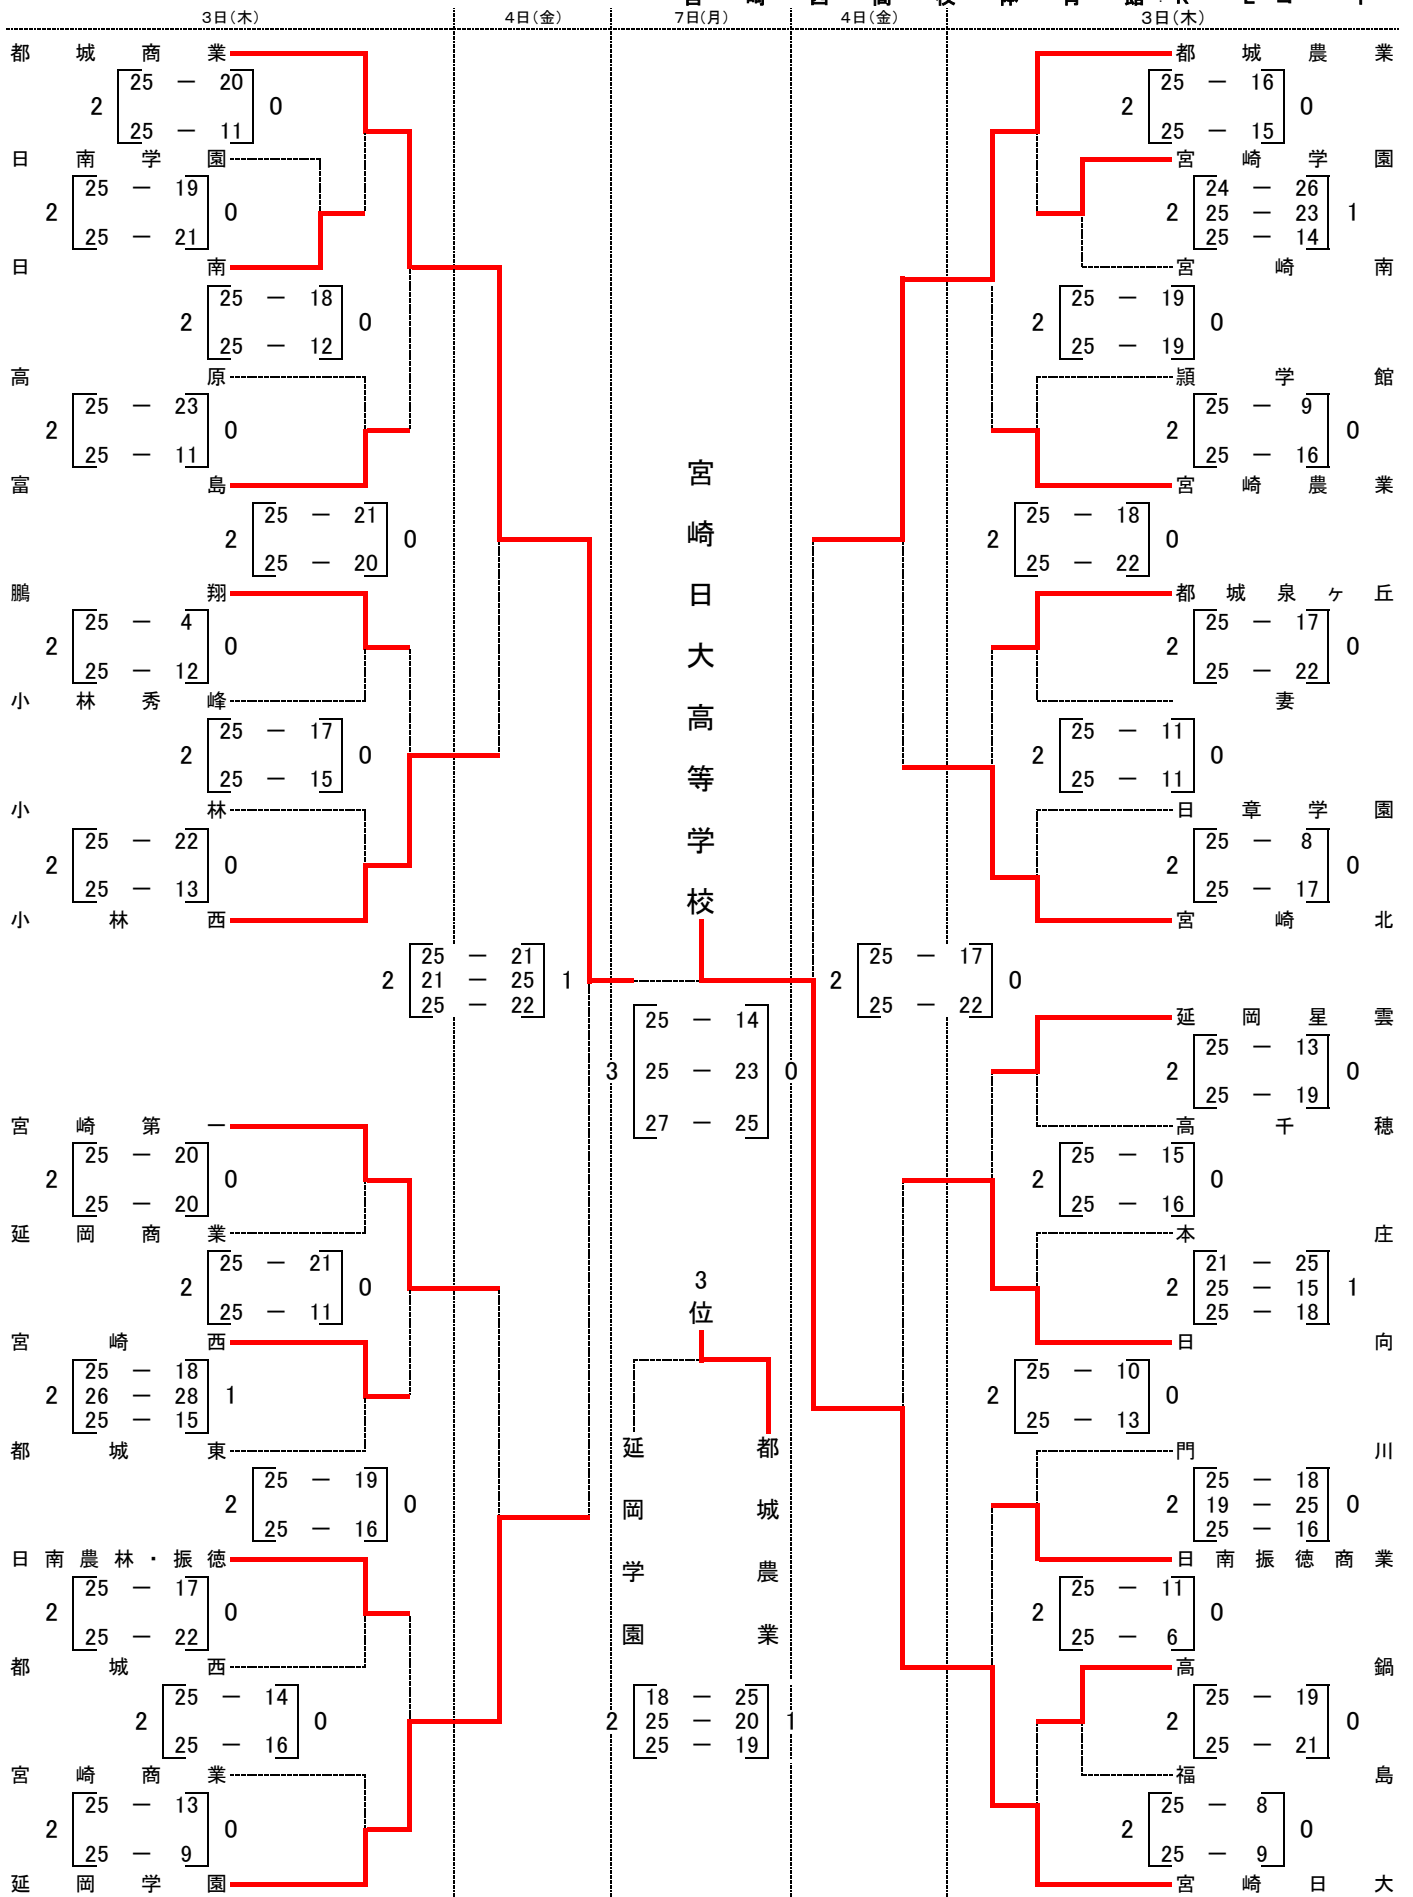 3日(木) 4日(金) 7日(月) 4日(金) 3日(木)
都城商業
2 25 － 20 0
25 － 11
日南学園
2 25 － 19 0
25 － 21
日南
2 25 － 18 0
25 － 12
高原
2 25 － 23 0
25 － 11
富島
2 25 － 21 0
25 － 20
鵬翔
2 25 － 4 0
25 － 12
小林秀峰
2 25 － 17 0
25 － 15
小林
2 25 － 22 0
25 － 13
小林西
25 － 21
2 21 － 25 1
25 － 22
宮崎第一
2 25 － 20 0
25 － 20
延岡商業
2 25 － 21 0
25 － 11
宮崎西
25 － 18
2 26 － 28 1
25 － 15
都城東
2 25 － 19 0
25 － 16
日南農林・振徳
2 25 － 17 0
25 － 22
都城西
2 25 － 14 0
25 － 16
宮崎商業
2 25 － 13 0
25 － 9
延岡学園
宮崎日大高等学校
25 － 14
3 25 － 23 0
27 － 25
3位
延岡学園
都城農業
18 － 25
2 25 － 20 1
25 － 19
都城農業
2 25 － 16 0
25 － 15
宮崎学園
24 － 26
2 25 － 23 1
25 － 14
宮崎南
2 25 － 19 0
25 － 19
頴学館
2 25 － 9 0
25 － 16
宮崎農業
2 25 － 18 0
25 － 22
都城泉ヶ丘
2 25 － 17 0
25 － 22
妻
2 25 － 11 0
25 － 11
日章学園
2 25 － 8 0
25 － 17
宮崎北
2 25 － 17 0
25 － 22
延岡星雲
2 25 － 13 0
25 － 19
高千穂
2 25 － 15 0
25 － 16
本庄
21 － 25
2 25 － 15 1
25 － 18
日向
2 25 － 10 0
25 － 13
門川
25 － 18
2 19 － 25 0
25 － 16
日南振徳商業
2 25 － 11 0
25 － 6
高鍋
2 25 － 19 0
25 － 21
福島
2 25 － 8 0
25 － 9
宮崎日大